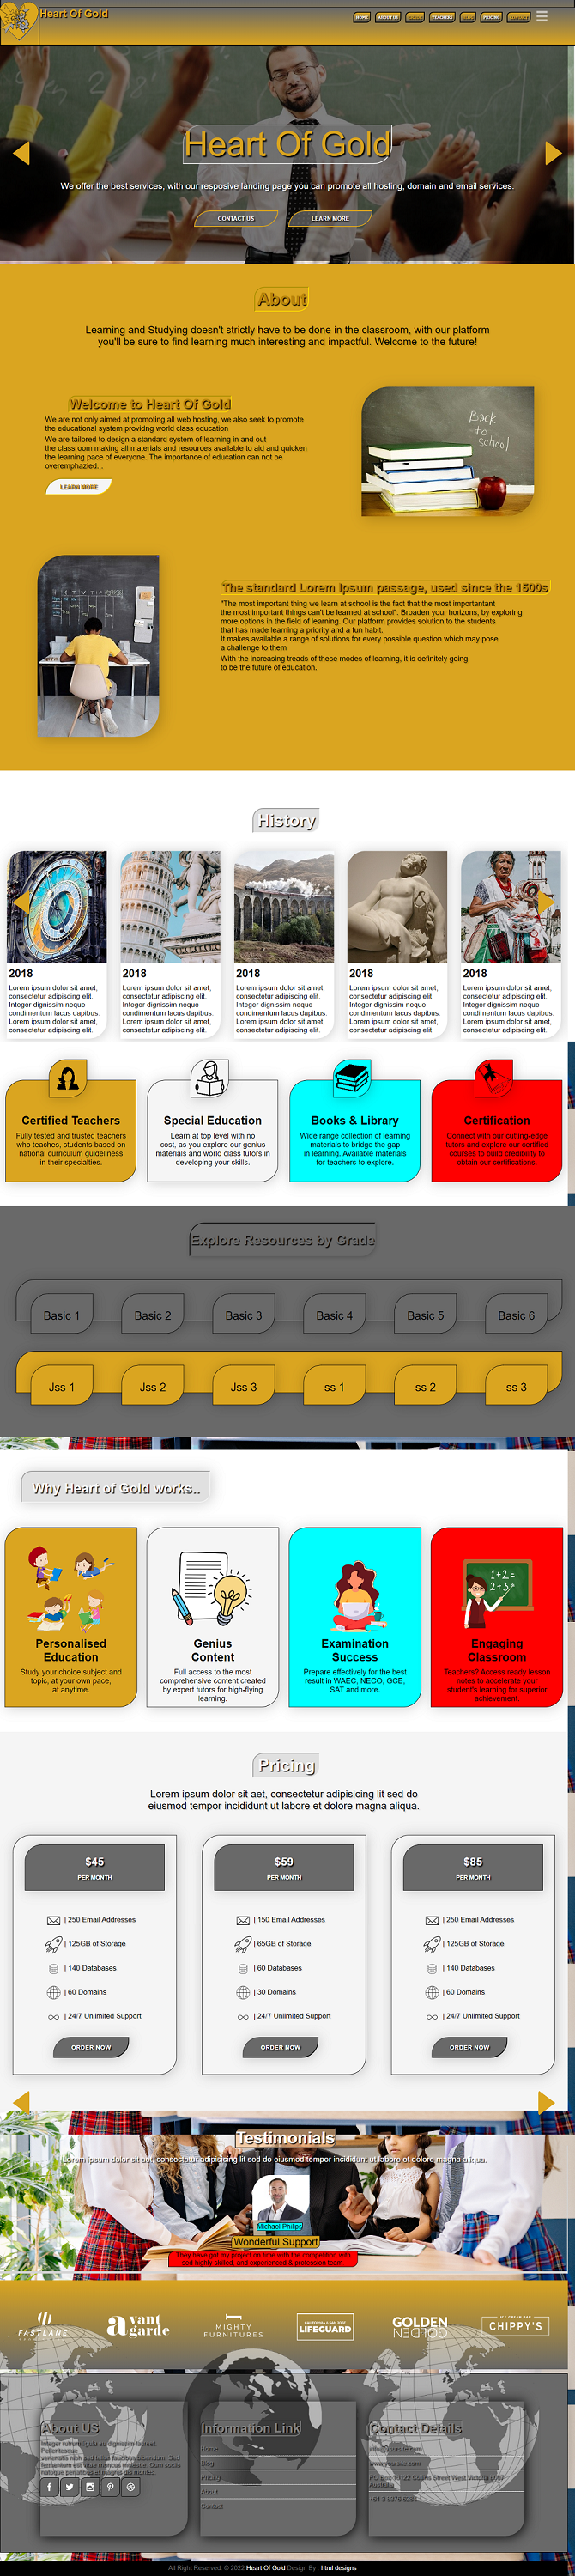 Heart Of Gold
HOME ABOUT US TEACHERS PRICING CONTACT
Heart Of Gold
We offer the best services, with our resposive landing page you can promote all hosting, domain and email services.
CONTACT US LEARN MORE
About
Learning and Studying doesn't strictly have to be done in the classroom, with our platform
you'll be sure to find learning much interesting and impactful. Welcome to the future!
Welcome to Heart Of Gold
We are not only aimed at promoting all web hosting, we also seek to promote
the educational system providng world class education
We are tailored to design a standard system of learning in and out
the classroom making all materials and resources available to aid and quicken
the learning pace of everyone. The importance of education can not be
overemphazied...
LEARN MORE
Back
to
school
The standard Lorem Ipsum passage, used since the 1500s
"The most important thing we learn at school is the fact that the most importantant
the most important things can't be learned at school". Broaden your horizons, by exploring
more options in the field of learning. Our platform provides solution to the students
that has made learning a priority and a fun habit.
It makes available a range of solutions for every possible question which may pose
a challenge to them
With the increasing treads of these modes of learning, it is definitely going
to be the future of education.
History
2018
Lorem ipsum dolor sit amet,
consectetur adipiscing elit.
Integer dignissim neque
condimentum lacus dapibus.
Lorem ipsum dolor sit amet,
consectetur adipiscing elit.
2018
Lorem ipsum dolor sit amet,
consectetur adipiscing elit.
Integer dignissim neque
condimentum lacus dapibus.
Lorem ipsum dolor sit amet,
consectetur adipiscing elit.
2018
Lorem ipsum dolor sit amet,
consectetur adipiscing elit.
Integer dignissim neque
condimentum lacus dapibus.
Lorem ipsum dolor sit amet,
consectetur adipiscing elit.
2018
Lorem ipsum dolor sit amet,
consectetur adipiscing elit.
Integer dignissim neque
condimentum lacus dapibus.
Lorem ipsum dolor sit amet,
consectetur adipiscing elit.
2018
Lorem ipsum dolor sit amet,
consectetur adipiscing elit.
Integer dignissim neque
condimentum lacus dapibus.
Lorem ipsum dolor sit amet,
consectetur adipiscing elit.
Certified Teachers
Fully tested and trusted teachers
who teaches, students based on
national curriculum guideliness
in their specialties.
Special Education
Learn at top level with no
cost, as you explore our genius
materials and world class tutors in
developing your skills.
Books & Library
Wide range collection of learning
materials to bridge the gap
in learning. Available materials
for teachers to explore.
Certification
Connect with our cutting-edge
tutors and explore our certified
courses to build credibility to
obtain our certifications.
Explore Resources by Grade
Basic 1 Basic 2 Basic 3 Basic 4 Basic 5 Basic 6
Jss 1 Jss 2 Jss 3 ss 1 ss 2 ss 3
Why Heart of Gold works..
Personalised
Education
Study your choice subject and
topic, at your own pace,
at anytime.
Genius
Content
Full access to the most
comprehensive content created
by expert tutors for high-flying
learning.
Examination
Success
Prepare effectively for the best
result in WAEC, NECO, GCE,
SAT and more.
1+2=
2+3=
Engaging
Classroom
Teachers? Access ready lesson
notes to accelerate your
student's learning for superior
achievement.
Pricing
Lorem ipsum dolor sit aet, consectetur adipisicing lit sed do
eiusmod tempor incididunt ut labore et dolore magna aliqua.
$45
PER MONTH
| 250 Email Addresses
| 125GB of Storage
| 140 Databases
| 60 Domains
| 24/7 Unlimited Support
ORDER NOW
$59
PER MONTH
| 150 Email Addresses
| 65GB of Storage
| 60 Databases
| 30 Domains
| 24/7 Unlimited Support
ORDER NOW
$85
PER MONTH
| 250 Email Addresses
| 125GB of Storage
| 140 Databases
| 60 Domains
| 24/7 Unlimited Support
ORDER NOW
Testimonials
Lorem ipsum dolor sit aet, consectetur adipisicing lit sed do eiusmod tempor incididunt ut labore et dolore magna aliqua.
Michael Philips
Wonderful Support
They have got my project on time with the competition with
sed highly skilled, and experienced & profession team.
FASTLANE
avant
garde
MIGHTY
FURNITURES
LIFEGUARD
GOLDEN
GOLDEN
CHIPPY'S
About US
Information Link
Home
Blog
Pricing
About
Contact
Contact Details
All Right Reserved. © 2022 Heart Of Gold Design By : html designs